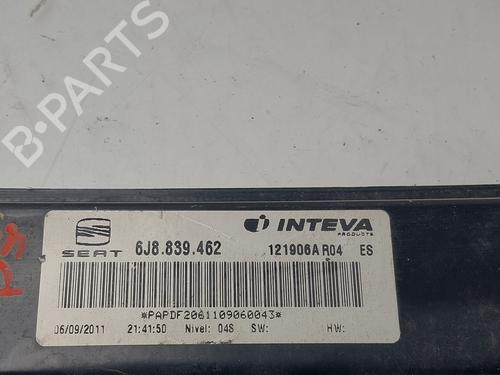 SEAT
6J8.839.462
INTEVA
PRODUCTS
121906A R04 ES
*PAPDF2061109060043*
06/09/2011 21:41:50 Nivel: 04S SW: HW: